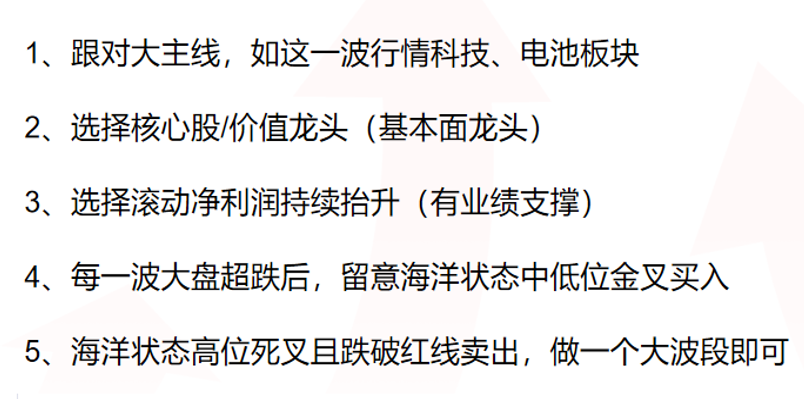 1、跟对大主线，如这一波行情科技、电池板块
2、选择核心股/价值龙头（基本面龙头）
3、选择滚动净利润持续抬升（有业绩支撑）
4、每一波大盘超跌后，留意海洋状态中低位金叉买入
5、海洋状态高位死叉且跌破红线卖出，做一个大波段即可